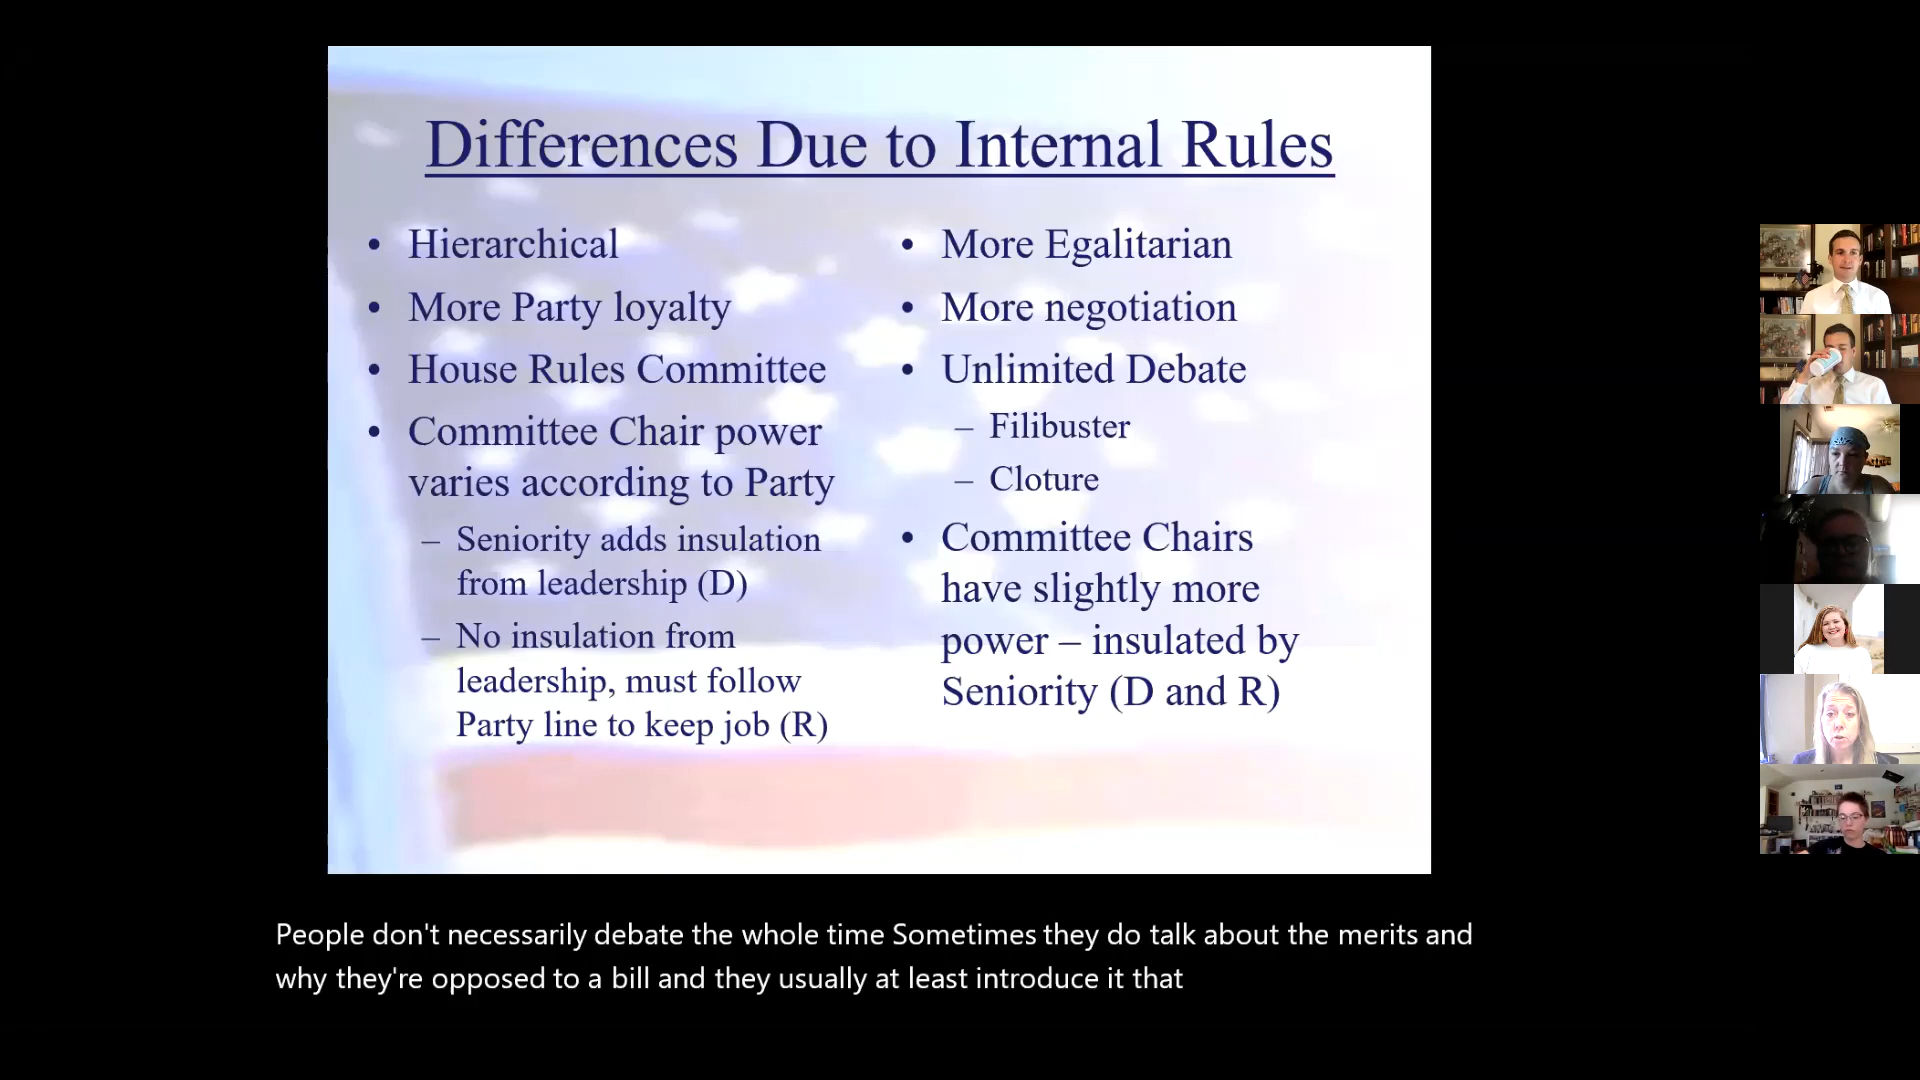 Differences Due to Internal Rules
• Hierarchical
• More Party loyalty
• House Rules Committee
• Committee Chair power
varies according to Party
– Seniority adds insulation
from leadership (D)
– No insulation from
leadership, must follow
Party line to keep job (R)
• More Egalitarian
• More negotiation
• Unlimited Debate
– Filibuster
– Cloture
• Committee Chairs
have slightly more
power – insulated by
Seniority (D and R)
People don't necessarily debate the whole time Sometimes they do talk about the merits and
why they're opposed to a bill and they usually at least introduce it that